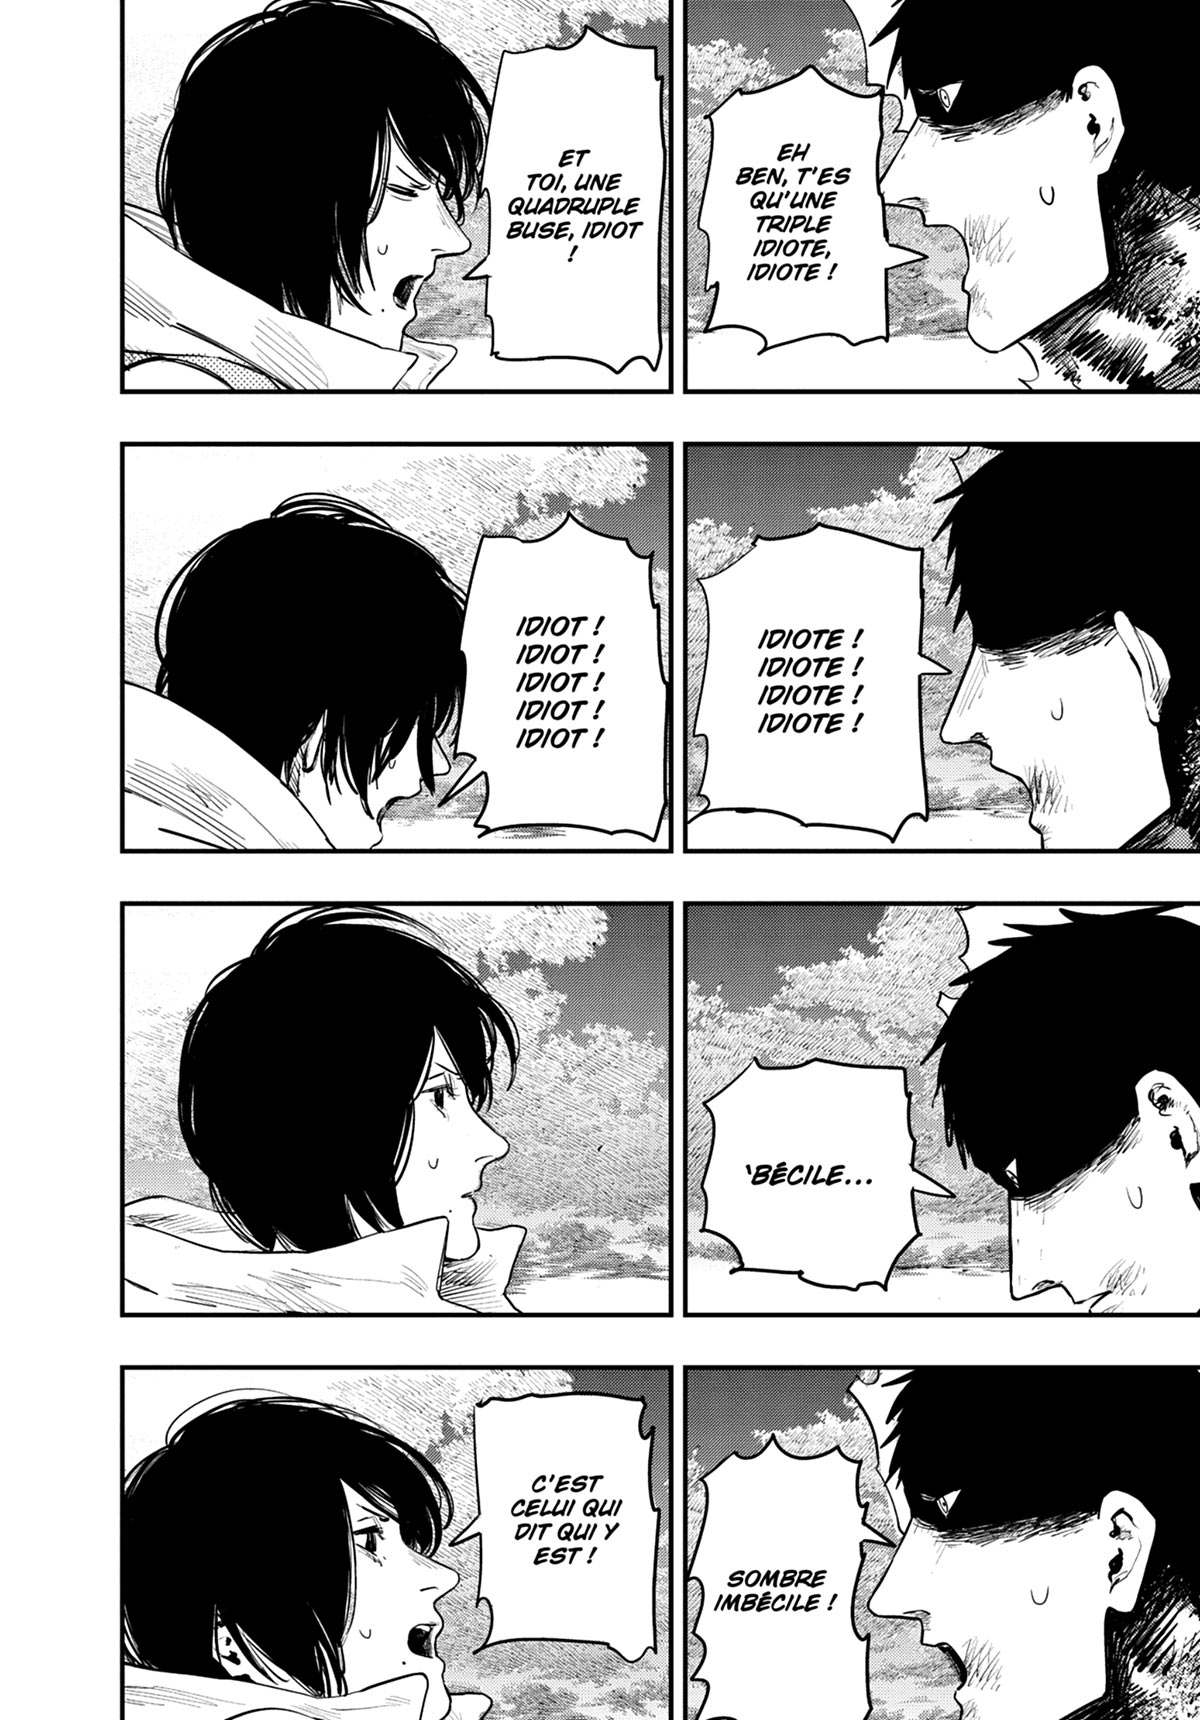 EH
BEN, T'ES
QU'UNE
TRIPLE
IDIOTE,
IDIOTE !
ET
TOI, UNE
QUADRUPLE
BUSE, IDIOT
!
IDIOTE !
IDIOTE !
IDIOTE !
IDIOTE !
IDIOT !
IDIOT !
IDIOT !
IDIOT !
IDIOT !
'BÉCILE...
SOMBRE
IMBÉCILE !
C'EST
CELUI QUI
DIT QUI Y
EST !